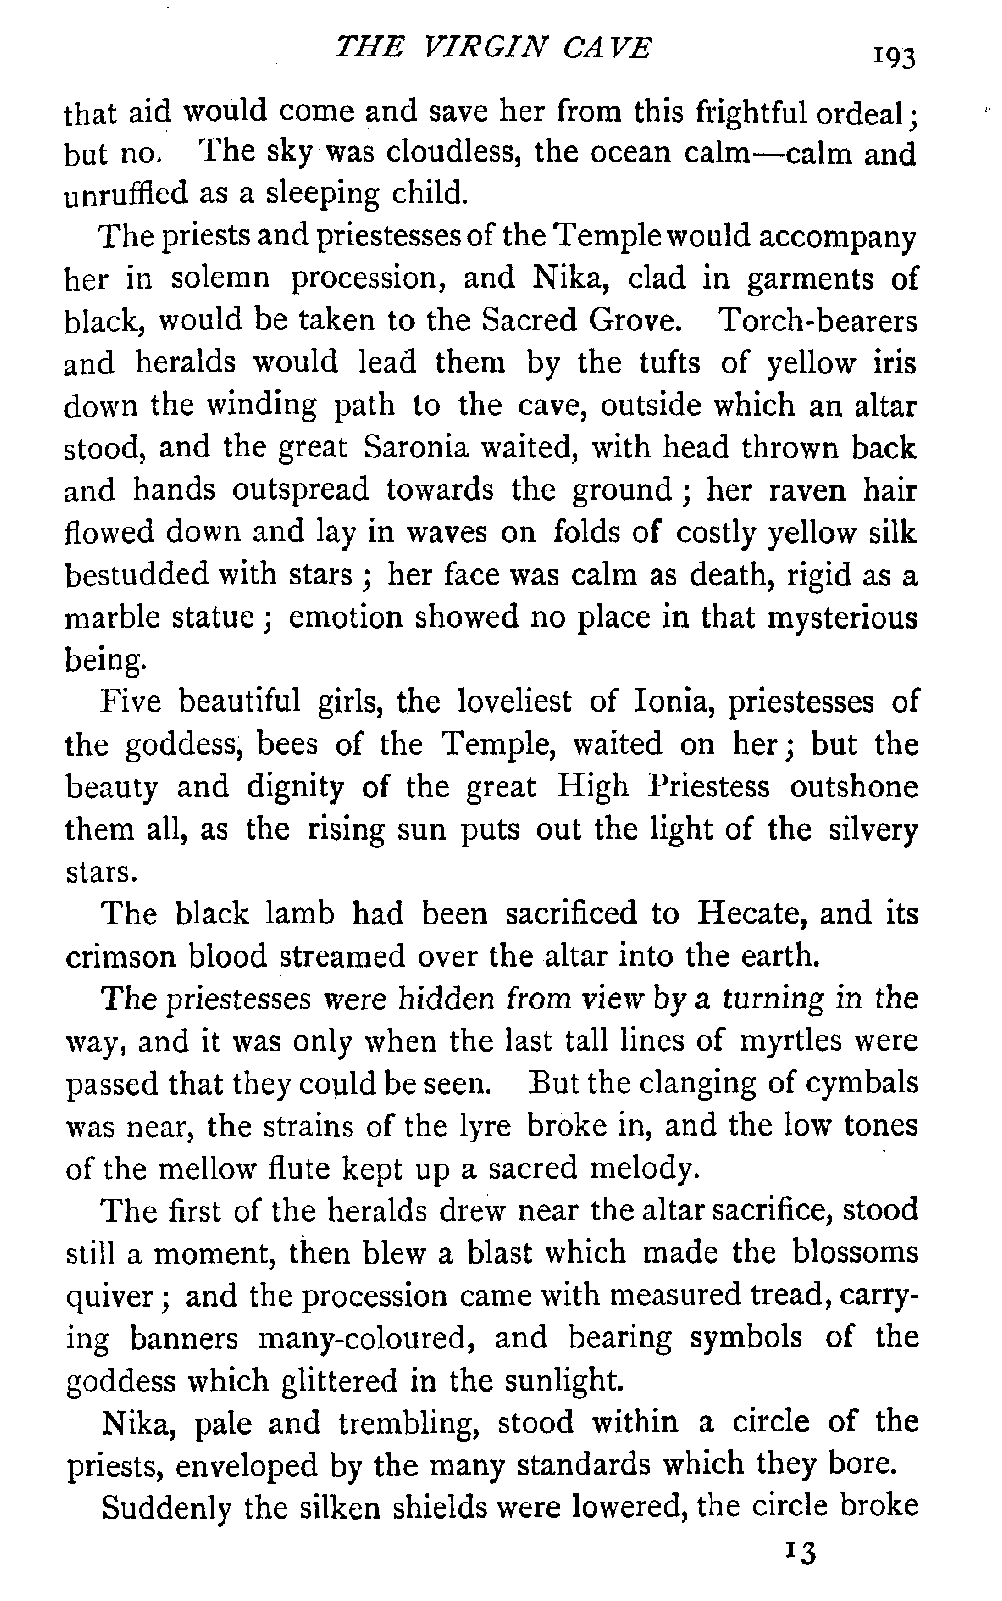 THE VIRGIN CAVE 193
that aid would come and save her from this frightful ordeal;
but no. The sky was cloudless, the ocean calm—calm and
unruffled as a sleeping child.
The priests and priestesses of the Temple would accompany
her in solemn procession, and Nika, clad in garments of
black, would be taken to the Sacred Grove. Torch-bearers
and heralds would lead them by the tufts of yellow iris
down the winding path to the cave, outside which an altar
stood, and the great Saronia waited, with head thrown back
and hands outspread towards the ground; her raven hair
flowed down and lay in waves on folds of costly yellow silk
bestudded with stars; her face was calm as death, rigid as a
marble statue; emotion showed no place in that mysterious
being.
Five beautiful girls, the loveliest of Ionia, priestesses of
the goddess, bees of the Temple, waited on her; but the
beauty and dignity of the great High Priestess outshone
them all, as the rising sun puts out the light of the silvery
stars.
The black lamb had been sacrificed to Hecate, and its
crimson blood streamed over the altar into the earth.
The priestesses were hidden from view by a turning in the
way, and it was only when the last tall lines of myrtles were
passed that they could be seen. But the clanging of cymbals
was near, the strains of the lyre broke in, and the low tones
of the mellow flute kept up a sacred melody.
The first of the heralds drew near the altar sacrifice, stood
still a moment, then blew a blast which made the blossoms
quiver; and the procession came with measured tread, carry-
ing banners many-coloured, and bearing symbols of the
goddess which glittered in the sunlight.
Nika, pale and trembling, stood within a circle of the
priests, enveloped by the many standards which they bore.
Suddenly the silken shields were lowered, the circle broke
13